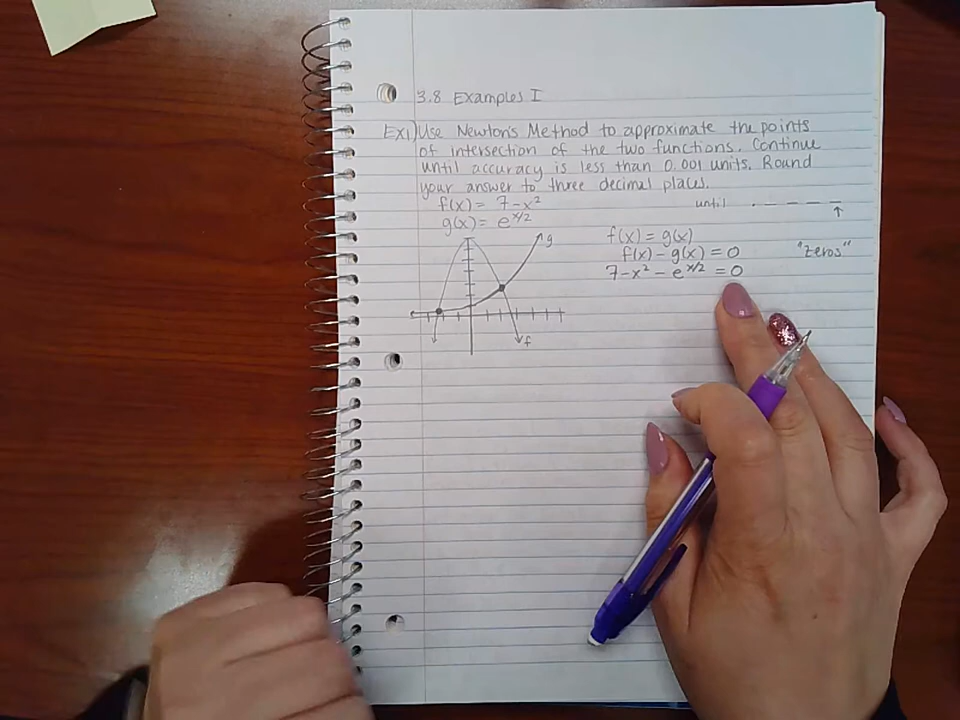 3.8 Examples I
Ex1) Use Newton's Method to approximate the points
of intersection of the two functions. Continue
until accuracy is less than 0.001 units. Round
your answer to three decimal places.
f(x) = 7-x²
g(x) = e^x/2
until . _ _ _ _ ↑
g
f
f(x) = g(x)
f(x) - g(x) = 0 "zeros"
7-x² - e^x/2 = 0